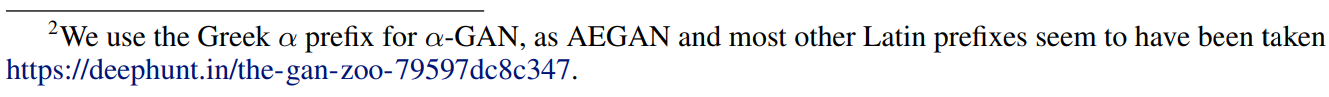 ²We use the Greek α prefix for α-GAN, as AEGAN and most other Latin prefixes seem to have been taken
https://deephunt.in/the-gan-zoo-79597dc8c347.